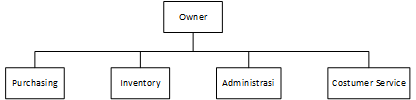 Owner
Purchasing
Inventory
Administrasi
Costumer Service